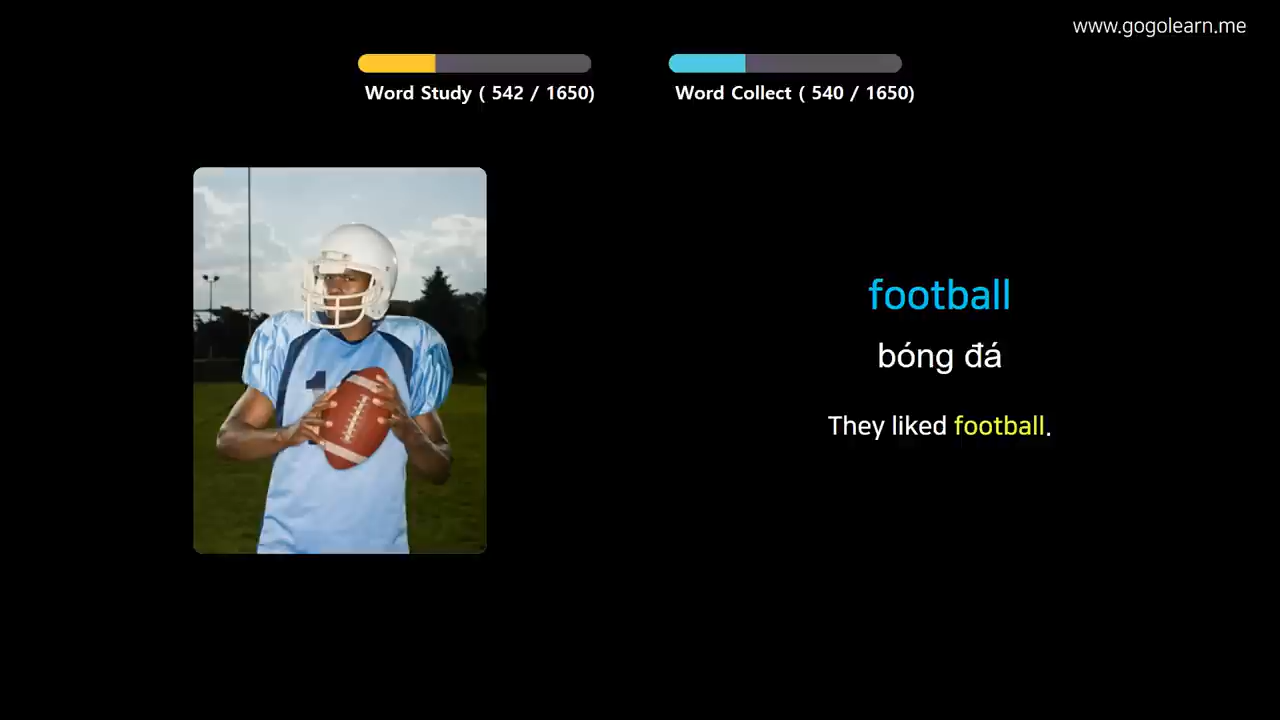 www.gogolearn.me
Word Study ( 542 / 1650)
Word Collect ( 540 / 1650)
football
bóng đá
They liked football.